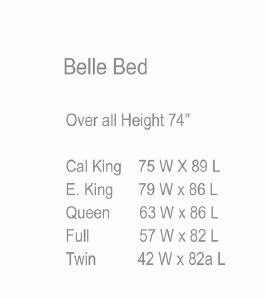 Belle Bed
Over all Height 74”
Cal King 75 W X 89 L
E. King 79 W x 86 L
Queen 63 W x 86 L
Full 57 W x 82 L
Twin 42 W x 82a L